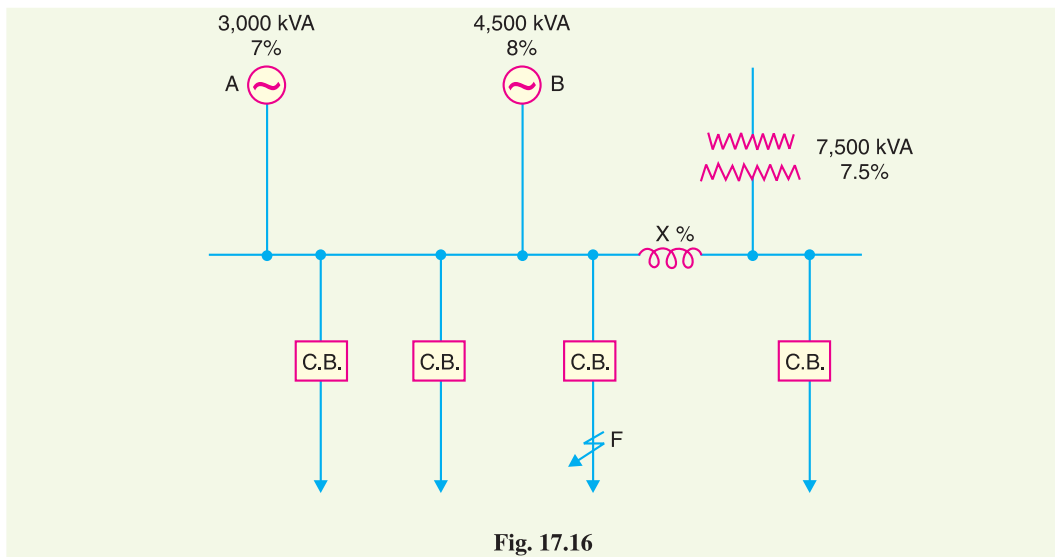 3,000 kVA
7%
4,500 kVA
8%
A
B
7,500 kVA
7.5%
X %
C.B.
C.B.
C.B.
C.B.
F
Fig. 17.16